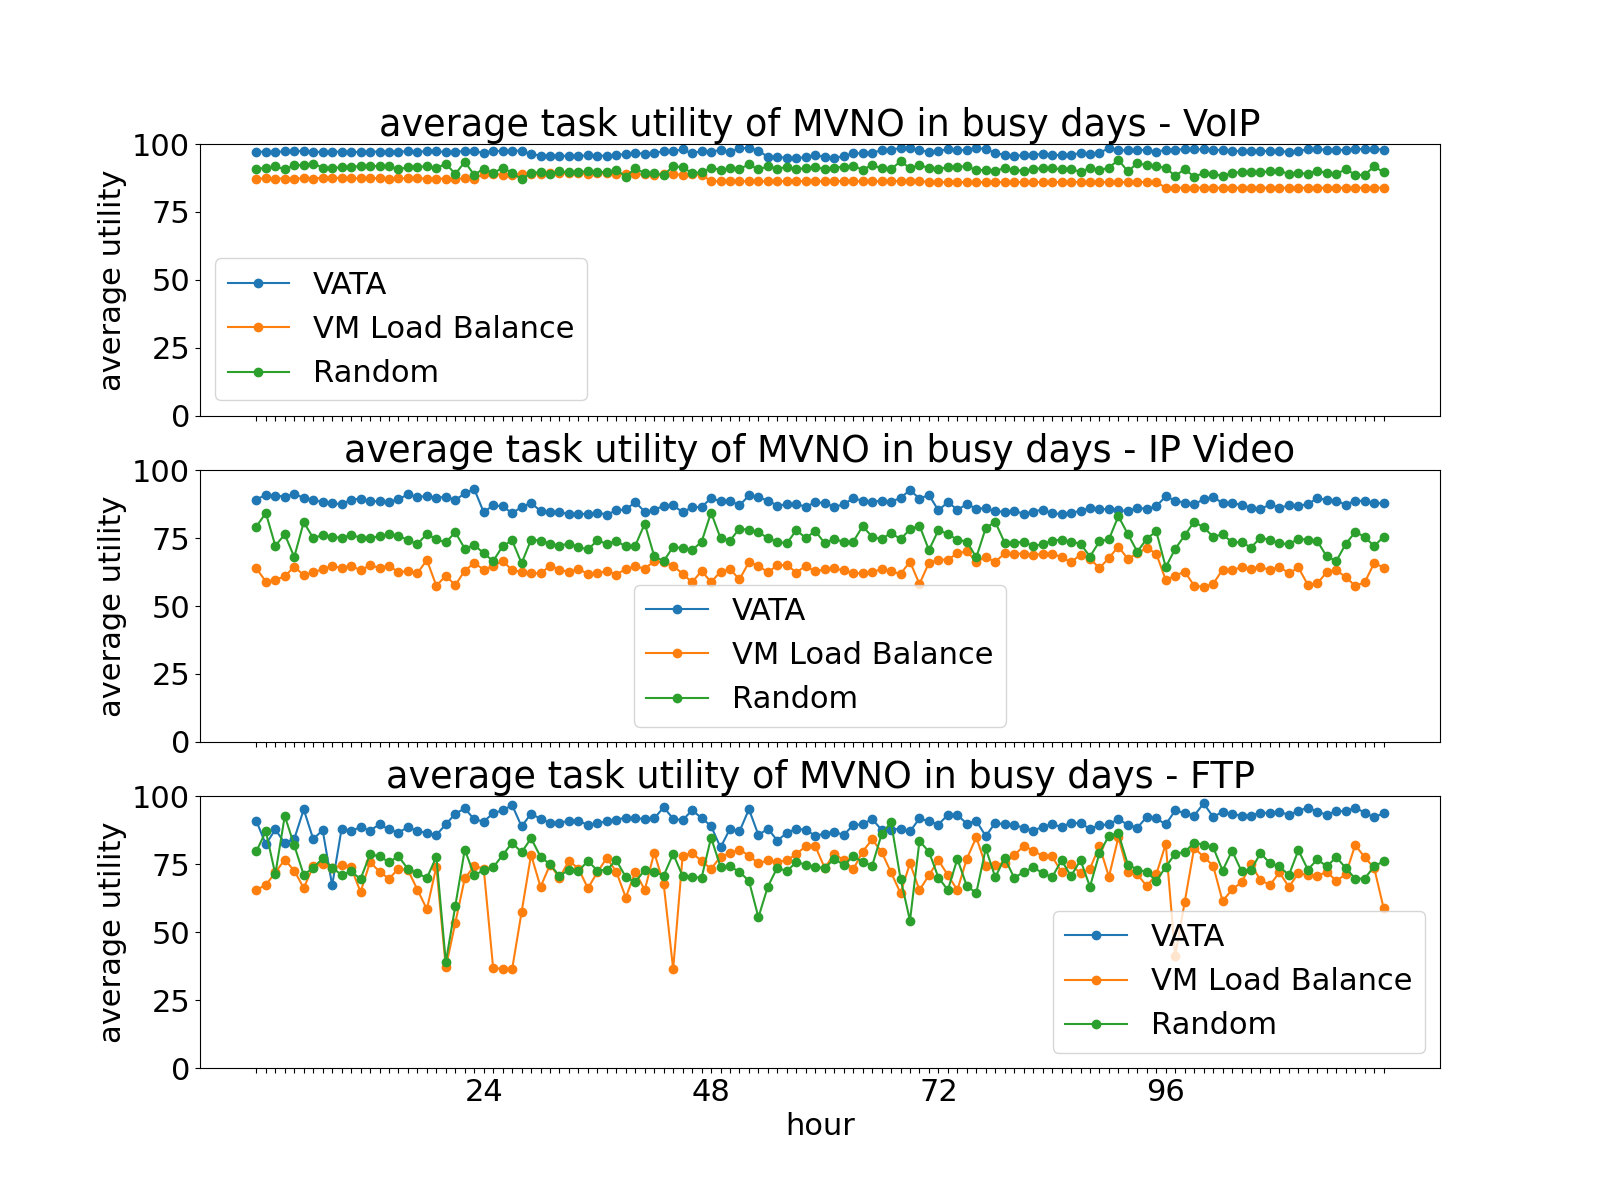 average task utility of MVNO in busy days - VoIP
100
75
50
25
0
average utility
VATA
VM Load Balance
Random
average task utility of MVNO in busy days - IP Video
100
75
50
25
0
average utility
VATA
VM Load Balance
Random
average task utility of MVNO in busy days - FTP
100
75
50
25
0
average utility
VATA
VM Load Balance
Random
24 48 72 96
hour